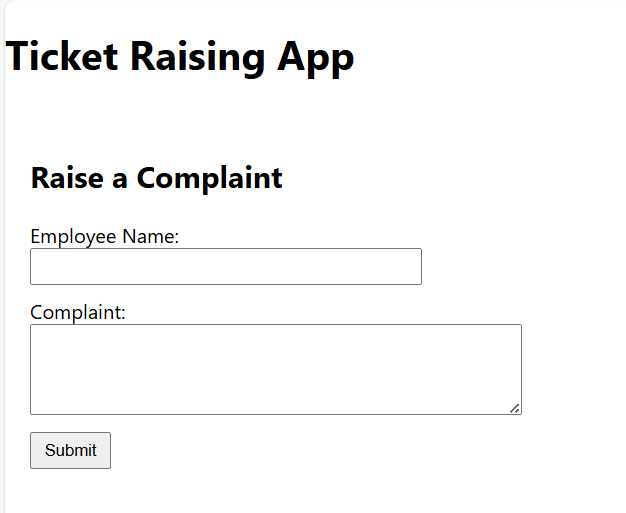 Ticket Raising App
Raise a Complaint
Employee Name:
Complaint:
Submit